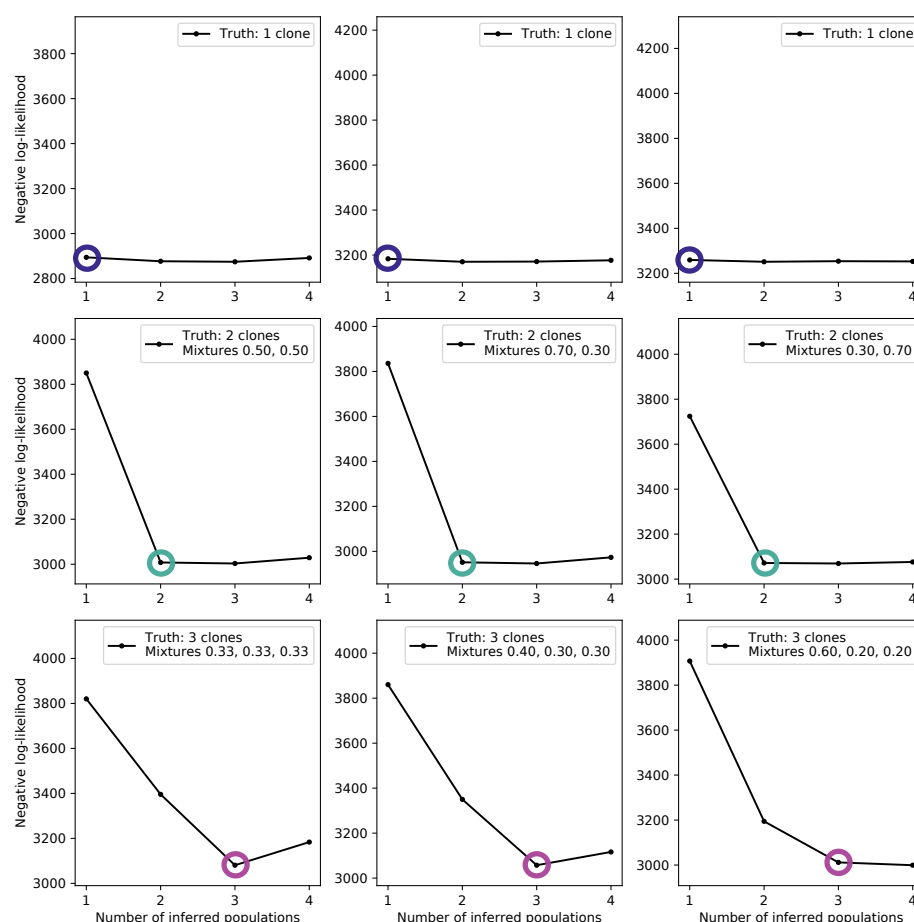 Truth: 1 clone
3800
3600
3400
3200
3000
2800
Negative log-likelihood
1 2 3 4
Truth: 1 clone
4200
4000
3800
3600
3400
3200
1 2 3 4
Truth: 1 clone
4200
4000
3800
3600
3400
3200
1 2 3 4
Truth: 2 clones
Mixtures 0.50, 0.50
4000
3800
3600
3400
3200
3000
Negative log-likelihood
1 2 3 4
Truth: 2 clones
Mixtures 0.70, 0.30
4000
3800
3600
3400
3200
3000
1 2 3 4
Truth: 2 clones
Mixtures 0.30, 0.70
4000
3800
3600
3400
3200
3000
1 2 3 4
Truth: 3 clones
Mixtures 0.33, 0.33, 0.33
4000
3800
3600
3400
3200
3000
Negative log-likelihood
1 2 3 4
Number of inferred populations
Truth: 3 clones
Mixtures 0.40, 0.30, 0.30
4000
3800
3600
3400
3200
3000
1 2 3 4
Number of inferred populations
Truth: 3 clones
Mixtures 0.60, 0.20, 0.20
4000
3800
3600
3400
3200
3000
1 2 3 4
Number of inferred populations